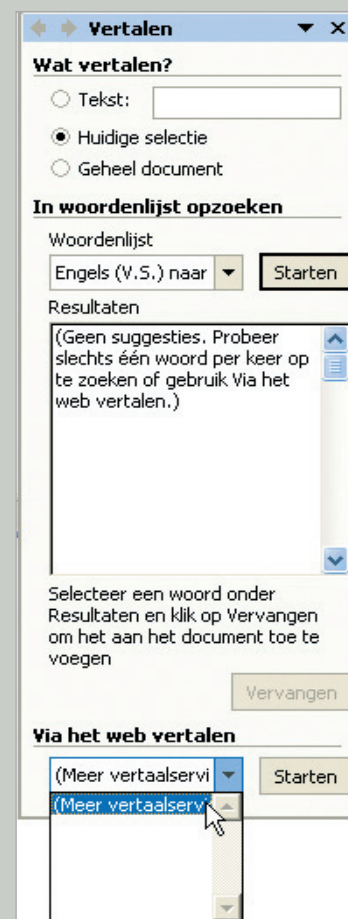 Vertalen
Wat vertalen?
Tekst:
Huidige selectie
Geheel document
In woordenlijst opzoeken
Woordenlijst
Engels (V.S.) naar
Starten
Resultaten
(Geen suggesties. Probeer
slechts één woord per keer op
te zoeken of gebruik Via het
web vertalen.)
Selecteer een woord onder
Resultaten en klik op Vervangen
om het aan het document toe te
voegen
Vervangen
Via het web vertalen
(Meer vertaalservi
Starten
(Meer vertaalservi